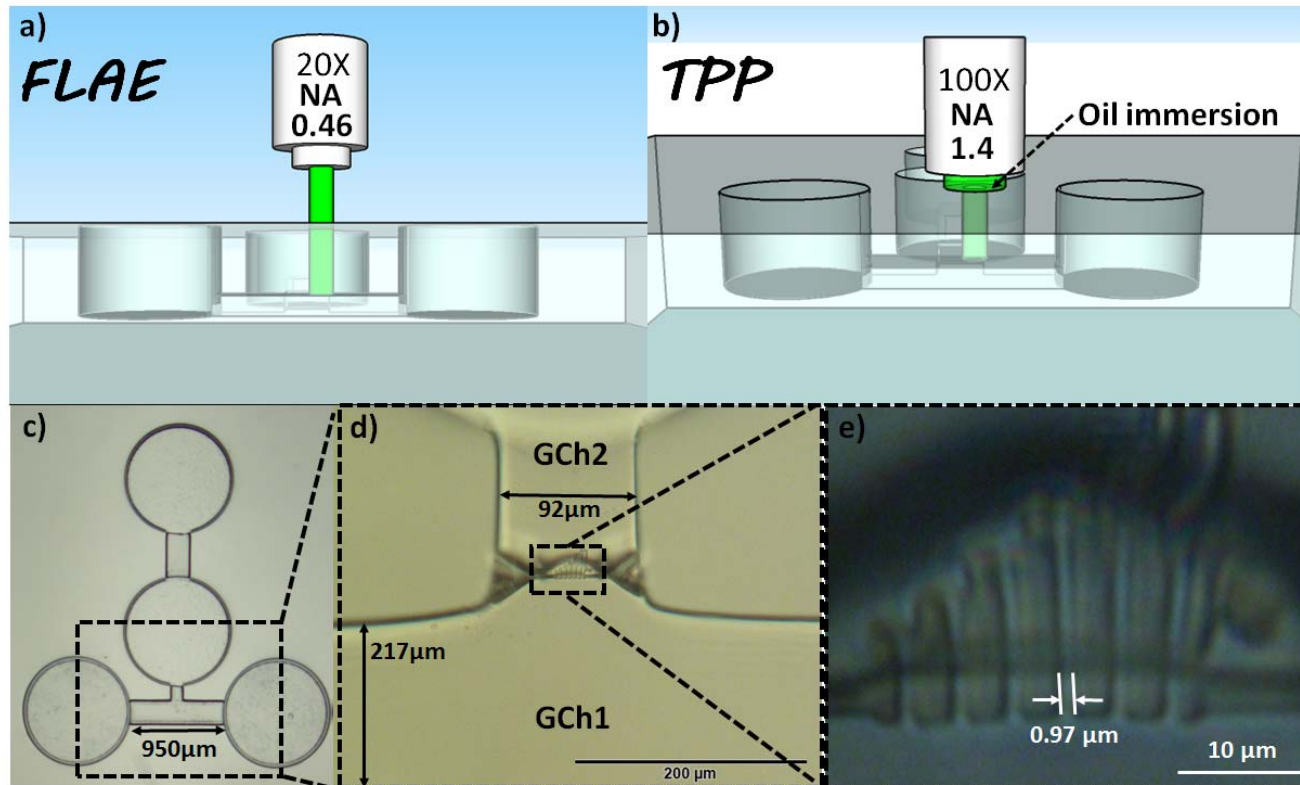 a)
FLAE
20X
NA
0.46
b)
TPP
100X
NA
1.4
Oil immersion
c)
950μm
d)
GCh2
92μm
217μm
GCh1
200 μm
e)
0.97 μm
10 μm